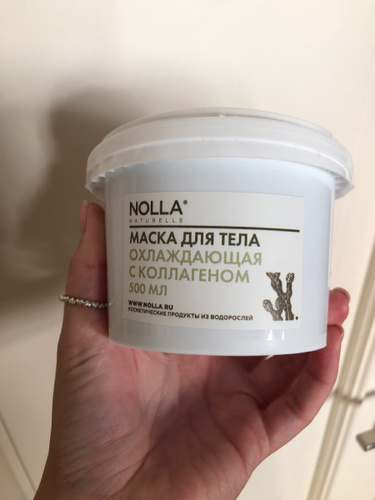 NOLLA®
NATURELLE
МАСКА ДЛЯ ТЕЛА
ОХЛАЖДАЮЩАЯ
С КОЛЛАГЕНОМ
500 МЛ
WWW.NOLLA.RU
КОСМЕТИЧЕСКИЕ ПРОДУКТЫ ИЗ ВОДОРОСЛЕЙ